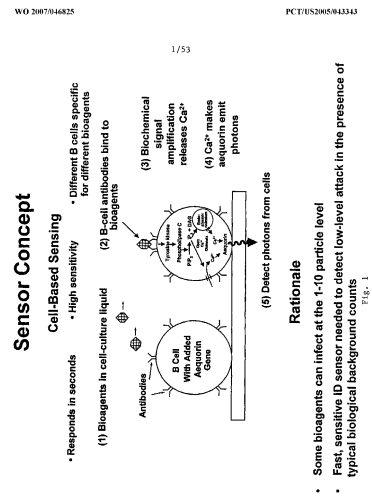 WO 2007/046825
PCT/US2005/043343
1/53
Sensor Concept
Cell-Based Sensing
• Responds in seconds
• High sensitivity
• Different B cells specific
for different bioagents
(1) Bioagents in cell-culture liquid
(2) B-cell antibodies bind to
bioagents
(3) Biochemical
signal
amplification
releases Ca²⁺
(4) Ca²⁺ makes
aequorin emit
photons
Antibodies
B Cell
With Added
Aequorin
Gene
Tyrosine kinase
Phospholipase C
Aequorin
(5) Detect photons from cells
Rationale
• Some bioagents can infect at the 1-10 particle level
• Fast, sensitive ID sensor needed to detect low-level attack in the presence of
typical biological background counts
Fig. 1